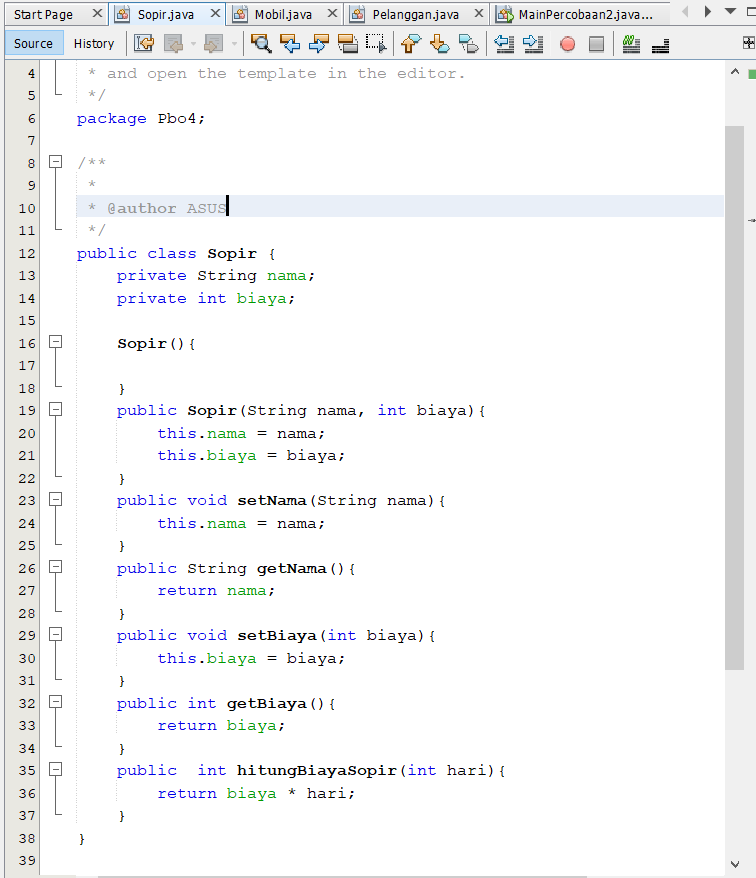 Start Page Sopir.java Mobil.java Pelanggan.java MainPercobaan2.java...
Source History
4 * and open the template in the editor.
5 */
6 package Pbo4;
7
8 /**
9 *
10 * @author ASUS
11 */
12 public class Sopir {
13 private String nama;
14 private int biaya;
15
16 Sopir(){
17
18 }
19 public Sopir(String nama, int biaya){
20 this.nama = nama;
21 this.biaya = biaya;
22 }
23 public void setNama(String nama){
24 this.nama = nama;
25 }
26 public String getNama(){
27 return nama;
28 }
29 public void setBiaya(int biaya){
30 this.biaya = biaya;
31 }
32 public int getBiaya(){
33 return biaya;
34 }
35 public  int hitungBiayaSopir(int hari){
36 return biaya * hari;
37 }
38 }
39